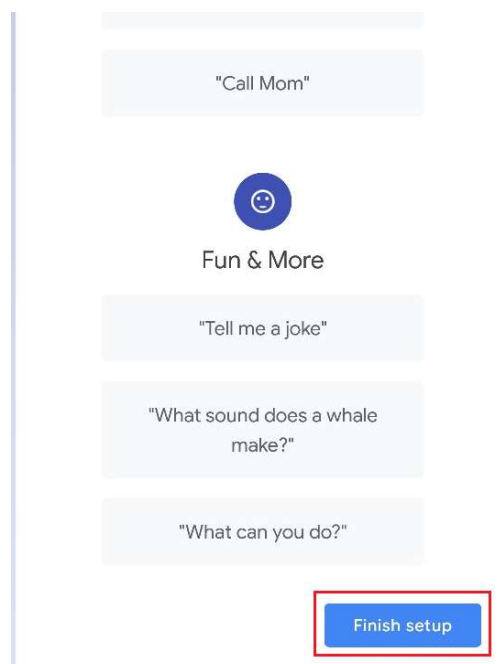 "Call Mom"
Fun & More
"Tell me a joke"
"What sound does a whale
make?"
"What can you do?"
Finish setup